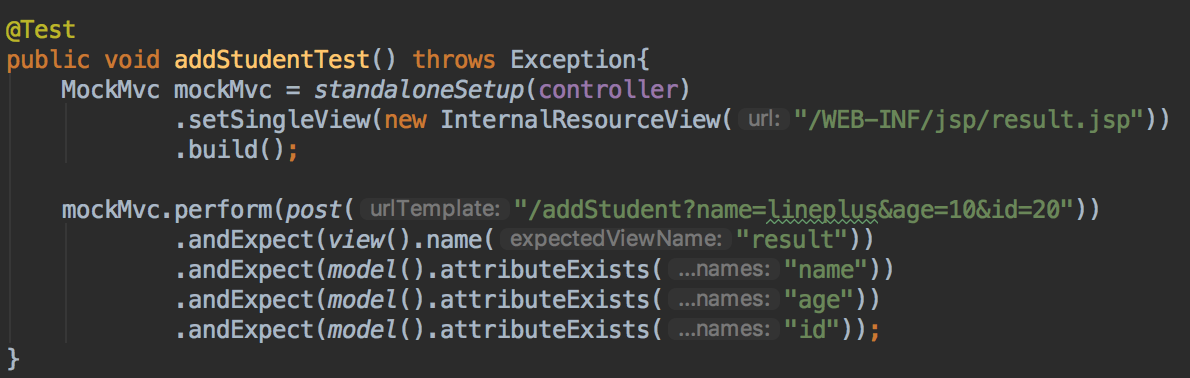 @Test
public void addStudentTest() throws Exception{
    MockMvc mockMvc = standaloneSetup(controller)
            .setSingleView(new InternalResourceView( url: "/WEB-INF/jsp/result.jsp"))
            .build();

    mockMvc.perform(post( urlTemplate: "/addStudent?name=lineplus&age=10&id=20"))
            .andExpect(view().name( expectedViewName: "result"))
            .andExpect(model().attributeExists( ...names: "name"))
            .andExpect(model().attributeExists( ...names: "age"))
            .andExpect(model().attributeExists( ...names: "id"));
}